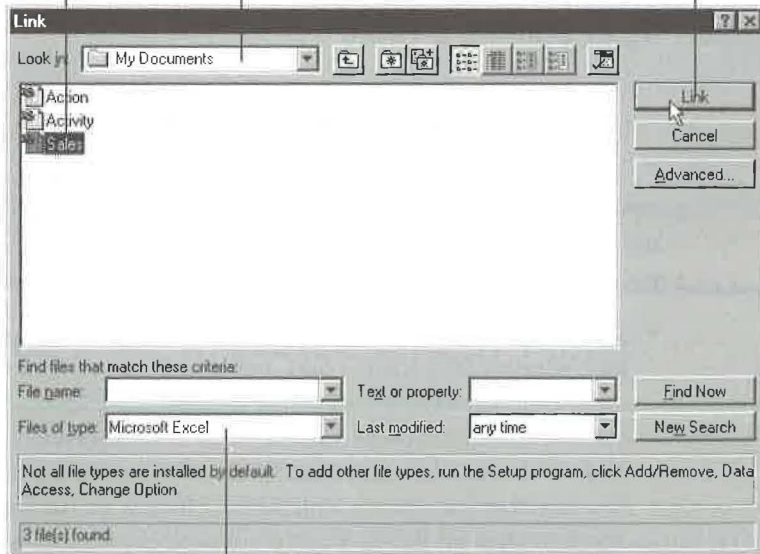 Link
Look in: My Documents
Action
Activity
Sales
Link
Cancel
Advanced...
Find files that match these criteria:
File name: Text or property: Find Now
Files of type: Microsoft Excel Last modified: any time New Search
Not all file types are installed by default. To add other file types, run the Setup program, click Add/Remove, Data
Access, Change Option
3 file(s) found.